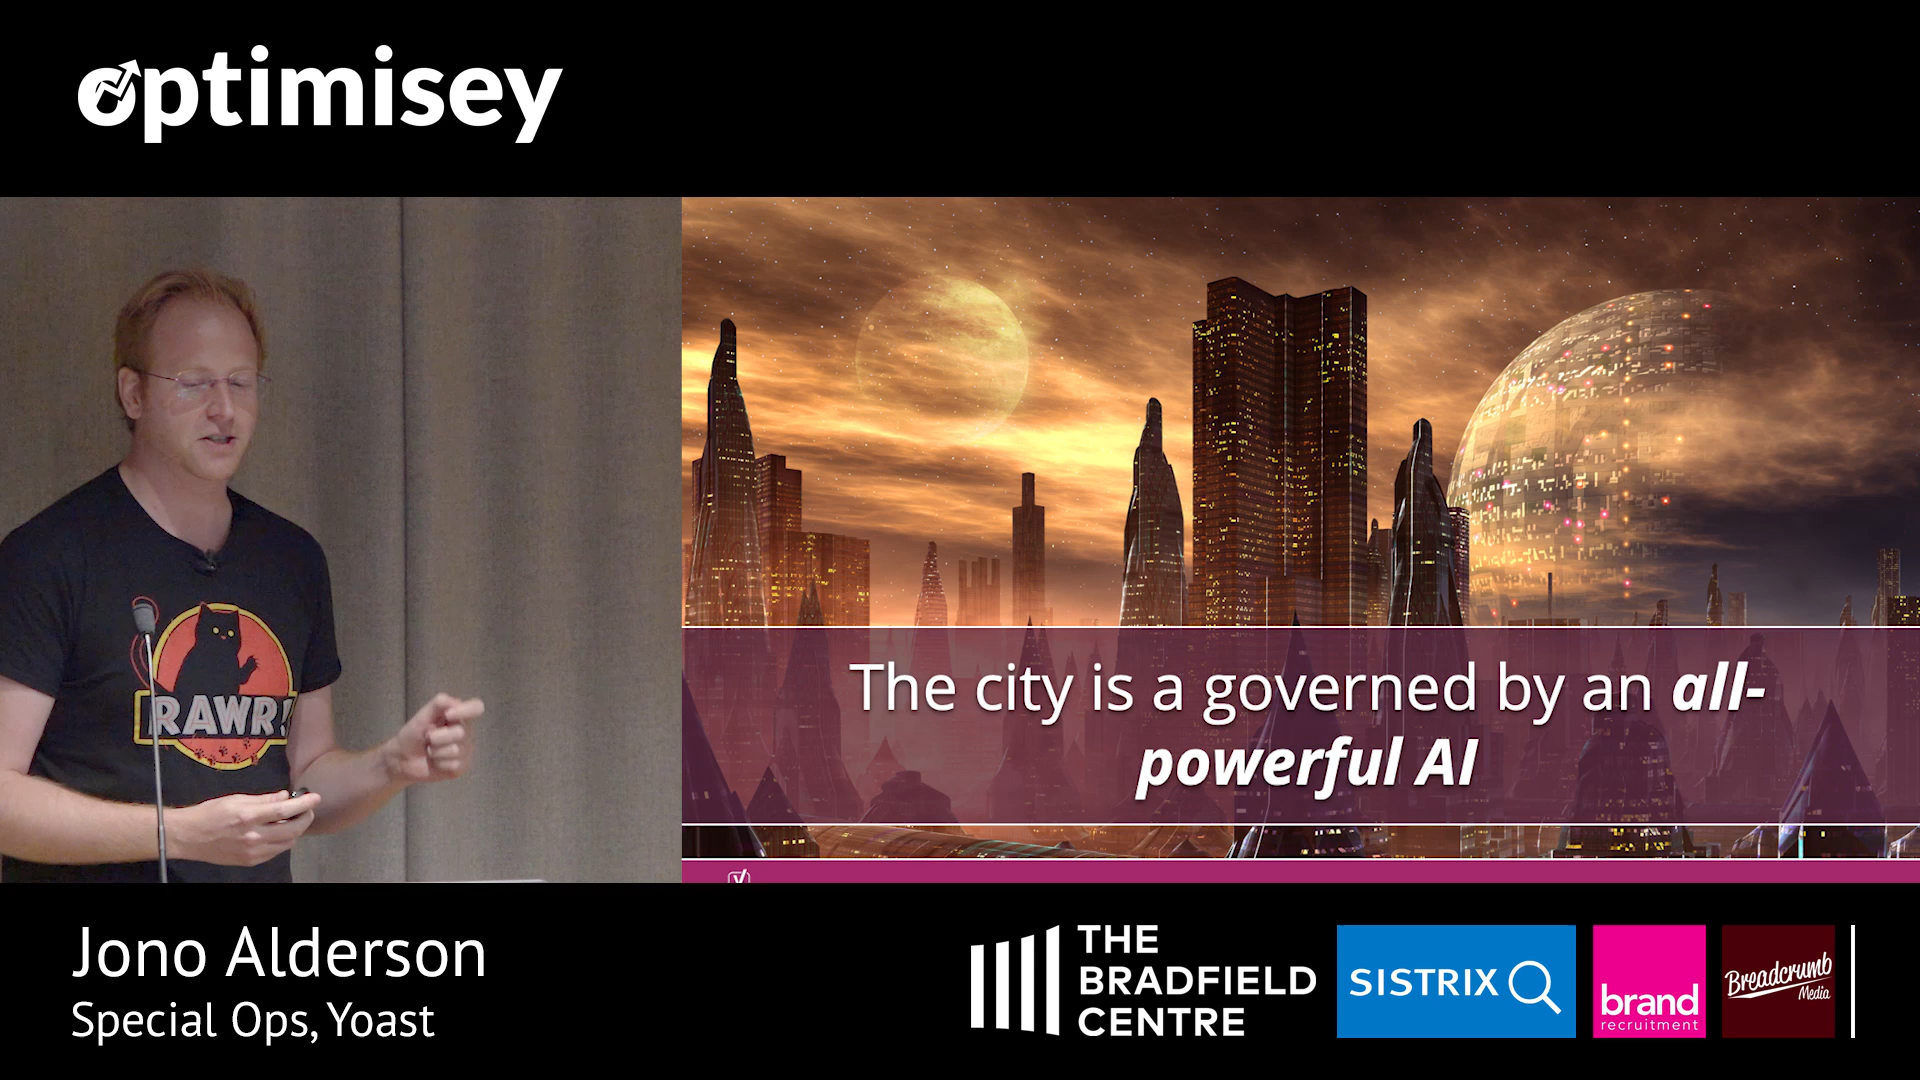 optimisey
RAWR!
The city is a governed by an all-
powerful AI
Jono Alderson
Special Ops, Yoast
THE
BRADFIELD
CENTRE
SISTRIX
brand
recruitment
Breadcrumb
Media